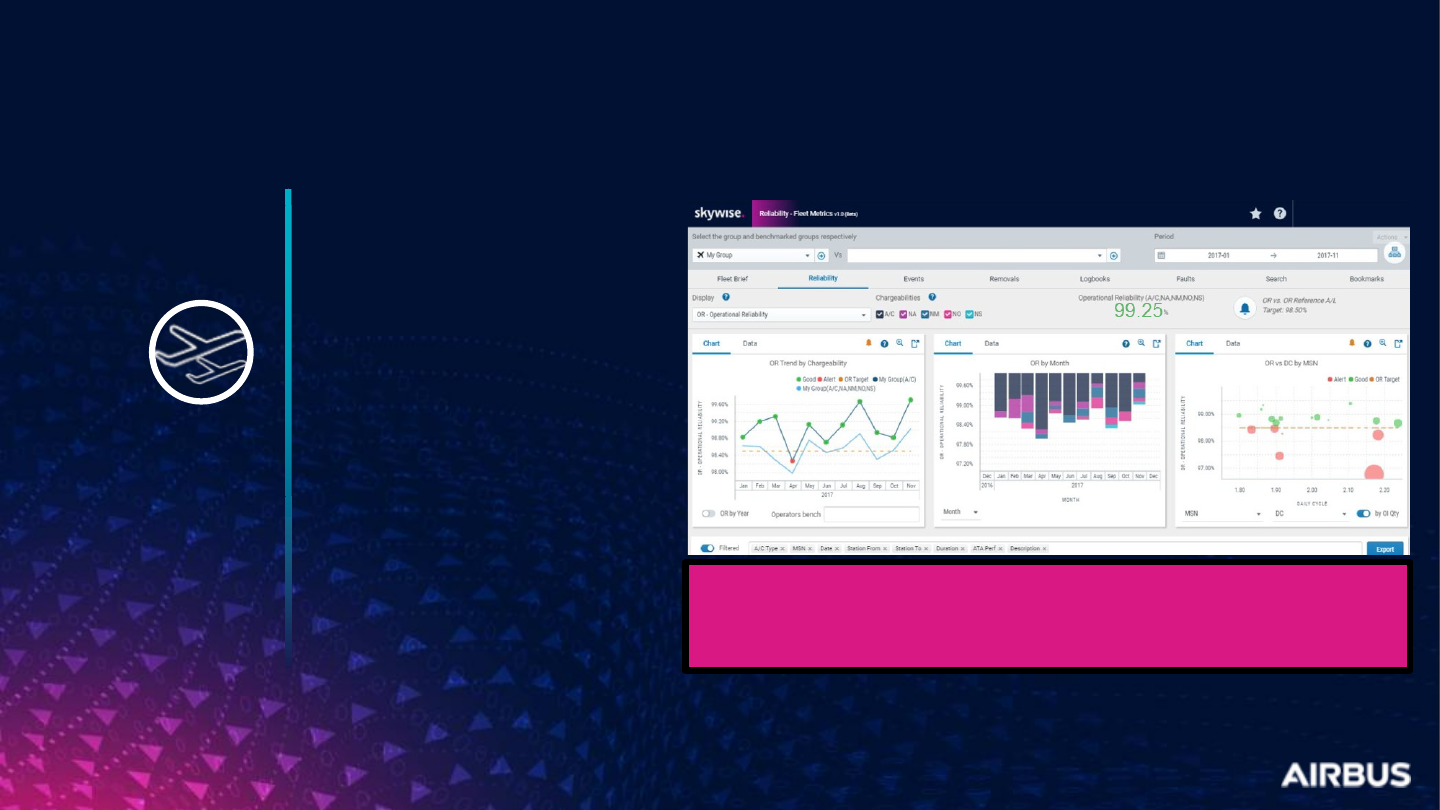 skywise.
Reliability - Fleet Metrics v1.0 (Beta)
Select the group and benchmarked groups respectively
Period
Actions
My Group
Vs
2017-01
2017-11
Fleet Brief
Reliability
Events
Removals
Logbooks
Faults
Search
Bookmarks
Display
Chargeabilities
Operational Reliability (A/C,NA,NM,NO,NS)
OR vs. OR Reference A/L
OR - Operational Reliability
A/C NA NM NO NS
99.25%
Target: 98.50%
Chart Data
Chart Data
Chart Data
OR Trend by Chargeability
Good Alert OR Target My Group(A/C)
My Group(A/C,NA,NM,NO,NS)
OR - OPERATIONAL RELIABILITY
99.60%
99.20%
98.80%
98.40%
98.00%
Jan Feb Mar Apr May Jun Jul Aug Sep Oct Nov
2017
OR by Year
Operators bench
OR by Month
OR - OPERATIONAL RELIABILITY
99.60%
99.00%
98.40%
97.80%
97.20%
Dec Jan Feb Mar Apr May Jun Jul Aug Sep Oct Nov Dec
2016 2017
MONTH
Month
OR vs DC by MSN
Alert Good OR Target
OR - OPERATIONAL RELIABILITY
99.00%
98.00%
97.00%
1.80 1.90 2.00 2.10 2.20
DAILY CYCLE
MSN
DC
by OI Qty
Filtered
A/C Type × MSN × Date × Station From × Station To × Duration × ATA Perf × Description ×
Export
AIRBUS